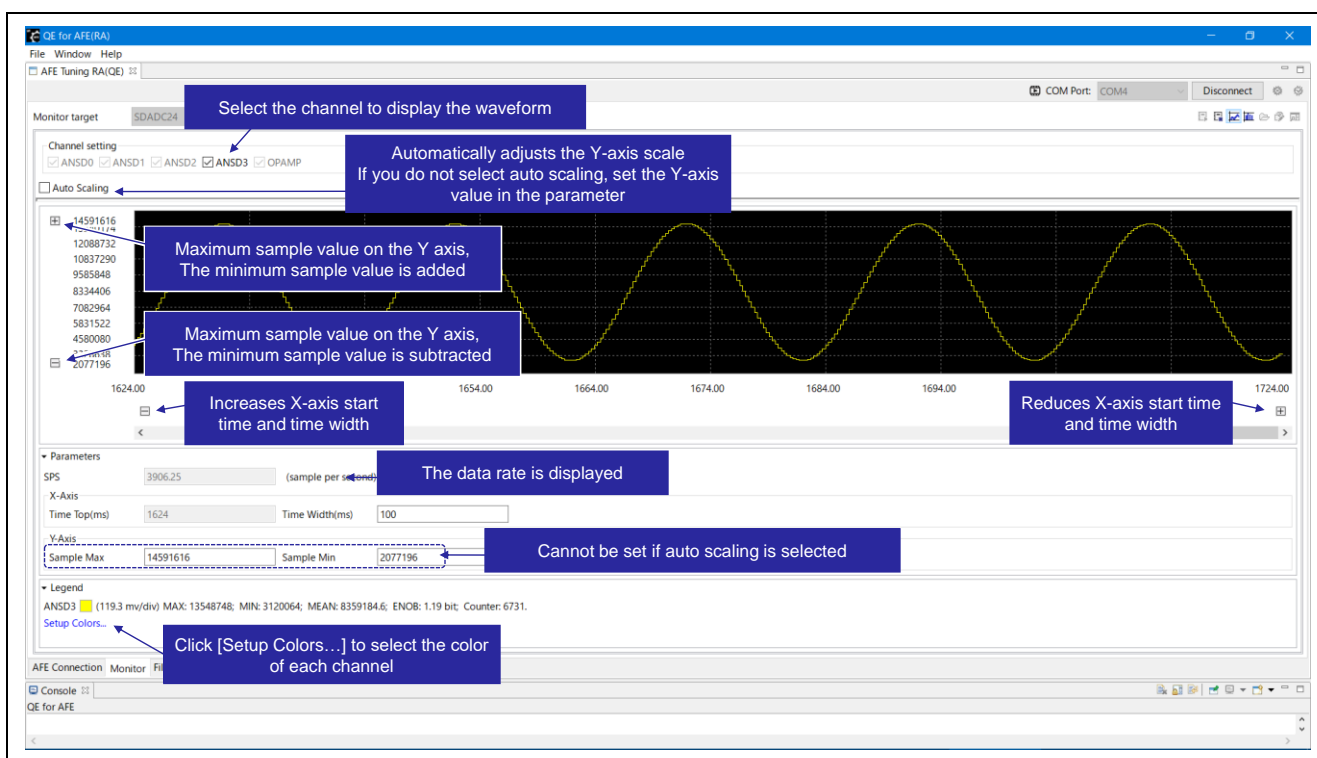 QE for AFE(RA)
File Window Help
AFE Tuning RA(QE)
COM Port: COM4 Disconnect
Monitor target SDADC24
Select the channel to display the waveform
Channel setting
ANSD0 ANSD1 ANSD2 ANSD3 OPAMP
Automatically adjusts the Y-axis scale
If you do not select auto scaling, set the Y-axis
value in the parameter
Auto Scaling
14591616
12088732
10837290
9585848
8334406
7082964
5831522
4580080
2077196
Maximum sample value on the Y axis,
The minimum sample value is added
Maximum sample value on the Y axis,
The minimum sample value is subtracted
1624.00 1654.00 1664.00 1674.00 1684.00 1694.00 1724.00
Increases X-axis start
time and time width
Reduces X-axis start time
and time width
Parameters
SPS 3906.25 (sample per second)
The data rate is displayed
X-Axis
Time Top(ms) 1624 Time Width(ms) 100
Y-Axis
Sample Max 14591616 Sample Min 2077196
Cannot be set if auto scaling is selected
Legend
ANSD3 (119.3 mv/div) MAX: 13548748; MIN: 3120064; MEAN: 8359184.6; ENOB: 1.19 bit; Counter: 6731.
Setup Colors...
Click [Setup Colors…] to select the color
of each channel
AFE Connection Monitor
Console
QE for AFE